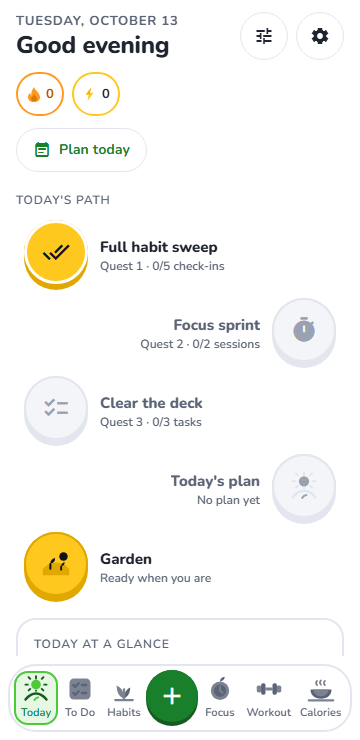 TUESDAY, OCTOBER 13
Good evening
0
0
Plan today
TODAY'S PATH
Full habit sweep
Quest 1 · 0/5 check-ins
Focus sprint
Quest 2 · 0/2 sessions
Clear the deck
Quest 3 · 0/3 tasks
Today's plan
No plan yet
Garden
Ready when you are
TODAY AT A GLANCE
Today
To Do
Habits
Focus
Workout
Calories